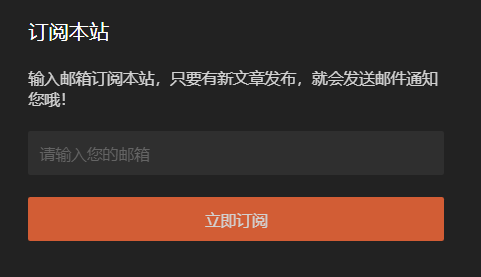 订阅本站
输入邮箱订阅本站，只要有新文章发布，就会发送邮件通知
您哦！
请输入您的邮箱
立即订阅